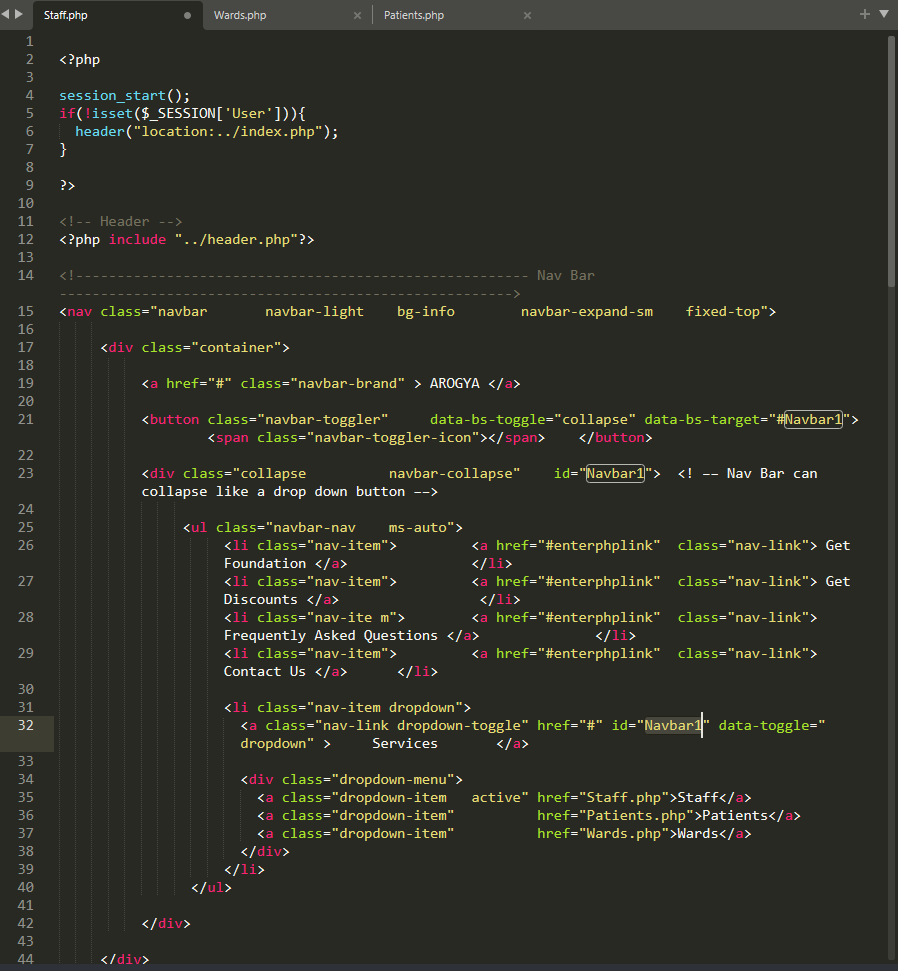 Staff.php Wards.php Patients.php
1
2 <?php
3
4 session_start();
5 if(!isset($_SESSION['User'])){
6 header("location:../index.php");
7 }
8
9 ?>
10
11 <!-- Header -->
12 <?php include "../header.php"?>
13
14 <!------------------------------------------------------- Nav Bar
------------------------------------------------------->
15 <nav class="navbar navbar-light bg-info navbar-expand-sm fixed-top">
16
17 <div class="container">
18
19 <a href="#" class="navbar-brand" > AROGYA </a>
20
21 <button class="navbar-toggler" data-bs-toggle="collapse" data-bs-target="#Navbar1">
<span class="navbar-toggler-icon"></span> </button>
22
23 <div class="collapse navbar-collapse" id="Navbar1"> <! -- Nav Bar can
collapse like a drop down button -->
24
25 <ul class="navbar-nav ms-auto">
26 <li class="nav-item"> <a href="#enterphplink" class="nav-link"> Get
Foundation </a> </li>
27 <li class="nav-item"> <a href="#enterphplink" class="nav-link"> Get
Discounts </a> </li>
28 <li class="nav-ite m"> <a href="#enterphplink" class="nav-link">
Frequently Asked Questions </a> </li>
29 <li class="nav-item"> <a href="#enterphplink" class="nav-link">
Contact Us </a> </li>
30
31 <li class="nav-item dropdown">
32 <a class="nav-link dropdown-toggle" href="#" id="Navbar1" data-toggle="
dropdown" > Services </a>
33
34 <div class="dropdown-menu">
35 <a class="dropdown-item active" href="Staff.php">Staff</a>
36 <a class="dropdown-item" href="Patients.php">Patients</a>
37 <a class="dropdown-item" href="Wards.php">Wards</a>
38 </div>
39 </li>
40 </ul>
41
42 </div>
43
44 </div>